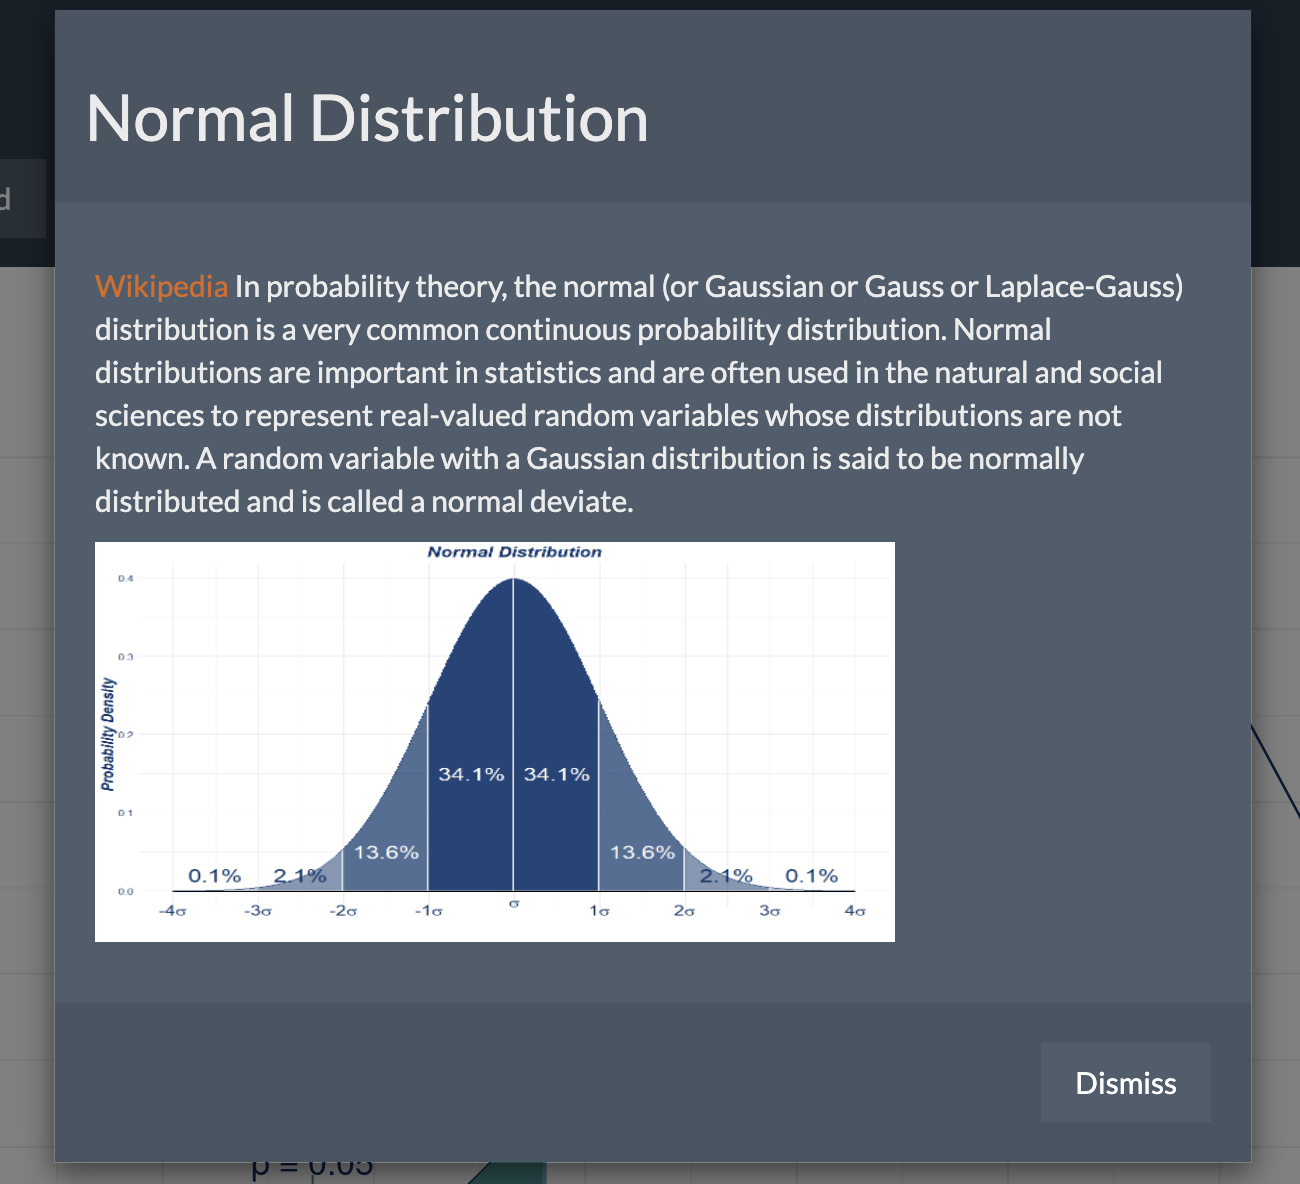 Normal Distribution
d
Wikipedia In probability theory, the normal (or Gaussian or Gauss or Laplace-Gauss)
distribution is a very common continuous probability distribution. Normal
distributions are important in statistics and are often used in the natural and social
sciences to represent real-valued random variables whose distributions are not
known. A random variable with a Gaussian distribution is said to be normally
distributed and is called a normal deviate.
Normal Distribution
Probability Density
0.4
0.3
0.2
0.1
0.0
34.1% 34.1%
13.6% 13.6%
0.1% 2.1% 2.1% 0.1%
-4σ -3σ -2σ -1σ σ 1σ 2σ 3σ 4σ
Dismiss
p = 0.05